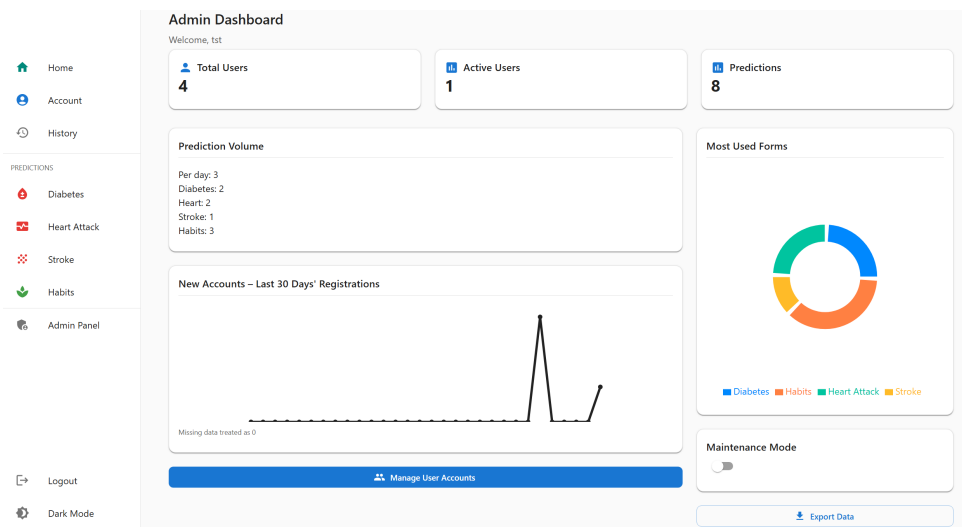 Home
Account
History
PREDICTIONS
Diabetes
Heart Attack
Stroke
Habits
Admin Panel
Logout
Dark Mode
Admin Dashboard
Welcome, tst
Total Users
4
Active Users
1
Predictions
8
Prediction Volume
Per day: 3
Diabetes: 2
Heart: 2
Stroke: 1
Habits: 3
New Accounts – Last 30 Days' Registrations
Missing data treated as 0
Manage User Accounts
Most Used Forms
Diabetes Habits Heart Attack Stroke
Maintenance Mode
Export Data